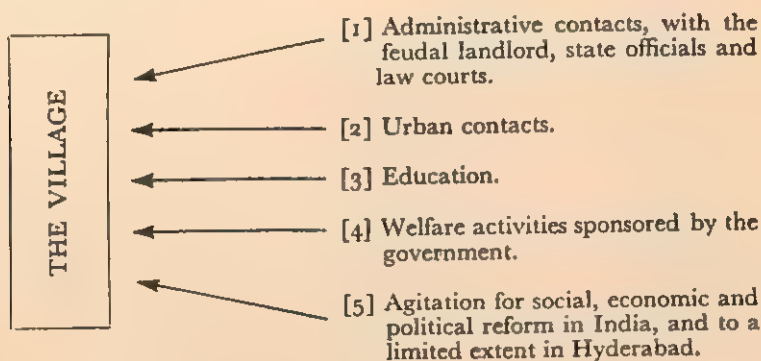 THE VILLAGE
[1] Administrative contacts, with the
feudal landlord, state officials and
law courts.
[2] Urban contacts.
[3] Education.
[4] Welfare activities sponsored by the
government.
[5] Agitation for social, economic and
political reform in India, and to a
limited extent in Hyderabad.